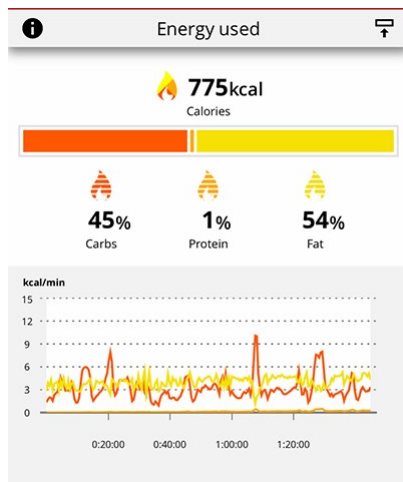 Energy used
775kcal
Calories
45% 1% 54%
Carbs Protein Fat
kcal/min
15
12
9
6
3
0
0:20:00 0:40:00 1:00:00 1:20:00